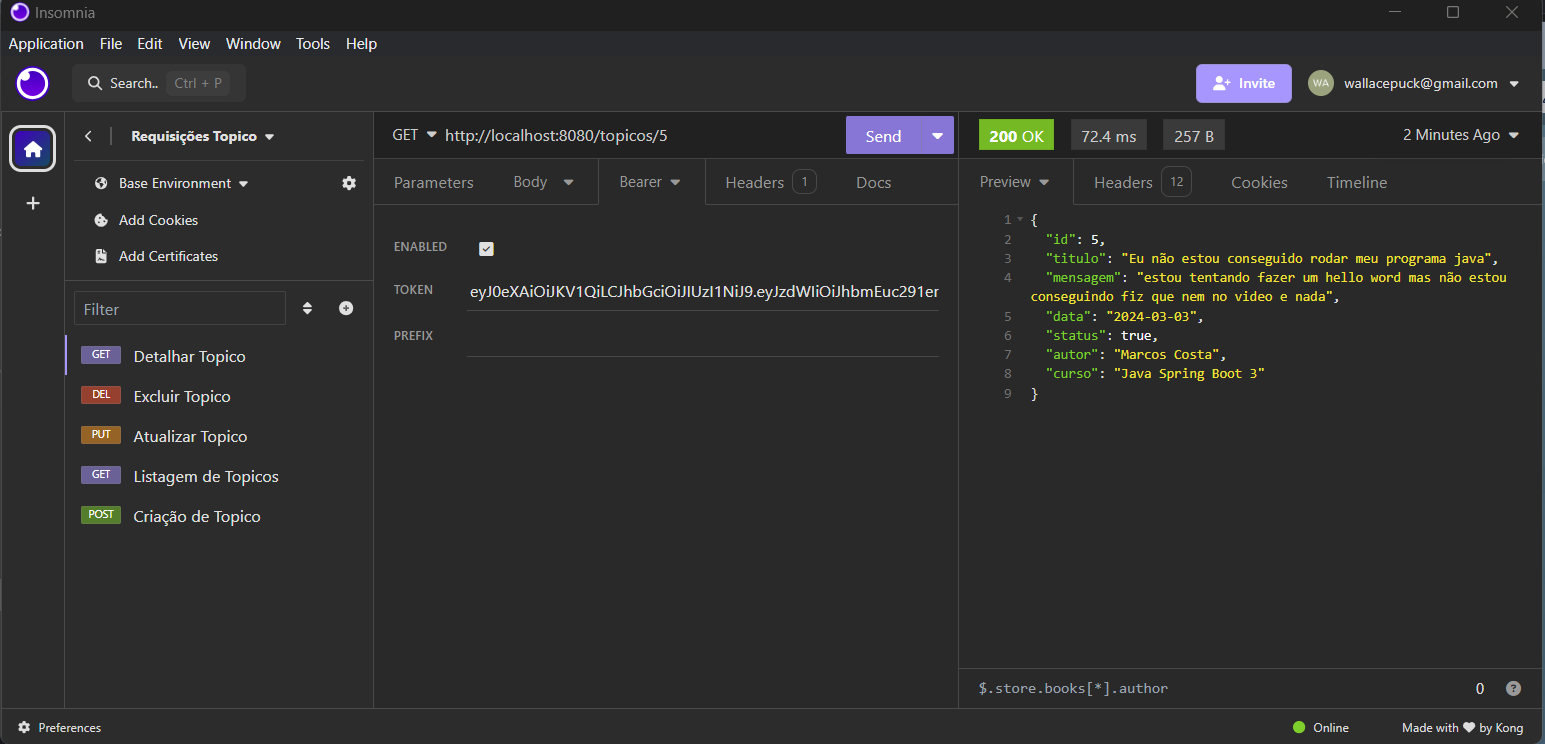 Insomnia
Application File Edit View Window Tools Help
Search.. Ctrl + P
Invite
WA wallacepuck@gmail.com
Requisições Topico
GET http://localhost:8080/topicos/5
Send
200 OK 72.4 ms 257 B
2 Minutes Ago
Base Environment
Add Cookies
Add Certificates
Filter
GET Detalhar Topico
DEL Excluir Topico
PUT Atualizar Topico
GET Listagem de Topicos
POST Criação de Topico
Parameters Body Bearer Headers 1 Docs
ENABLED
TOKEN eyJ0eXAiOiJKV1QiLCJhbGciOiJIUzI1NiJ9.eyJzdWIiOiJhbmEuc291er
PREFIX
Preview Headers 12 Cookies Timeline
1 {
2 "id": 5,
3 "titulo": "Eu não estou conseguido rodar meu programa java",
4 "mensagem": "estou tentando fazer um hello word mas não estou
conseguindo fiz que nem no video e nada",
5 "data": "2024-03-03",
6 "status": true,
7 "autor": "Marcos Costa",
8 "curso": "Java Spring Boot 3"
9 }
$.store.books[*].author 0 ?
Preferences
Online
Made with ❤ by Kong